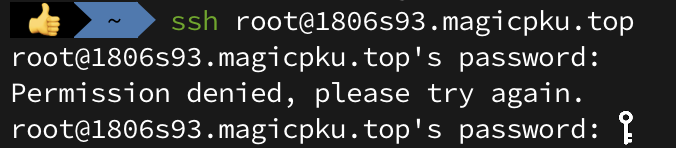 ~ ssh root@1806s93.magicpku.top
root@1806s93.magicpku.top's password:
Permission denied, please try again.
root@1806s93.magicpku.top's password: